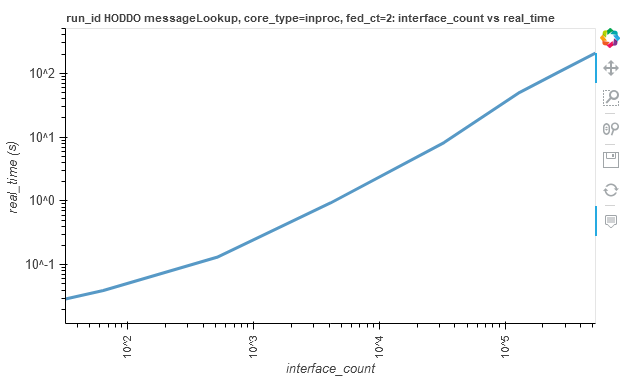 run_id HODDO messageLookup, core_type=inproc, fed_ct=2: interface_count vs real_time
10^2
10^1
10^0
10^-1
real_time (s)
10^2
10^3
10^4
10^5
interface_count